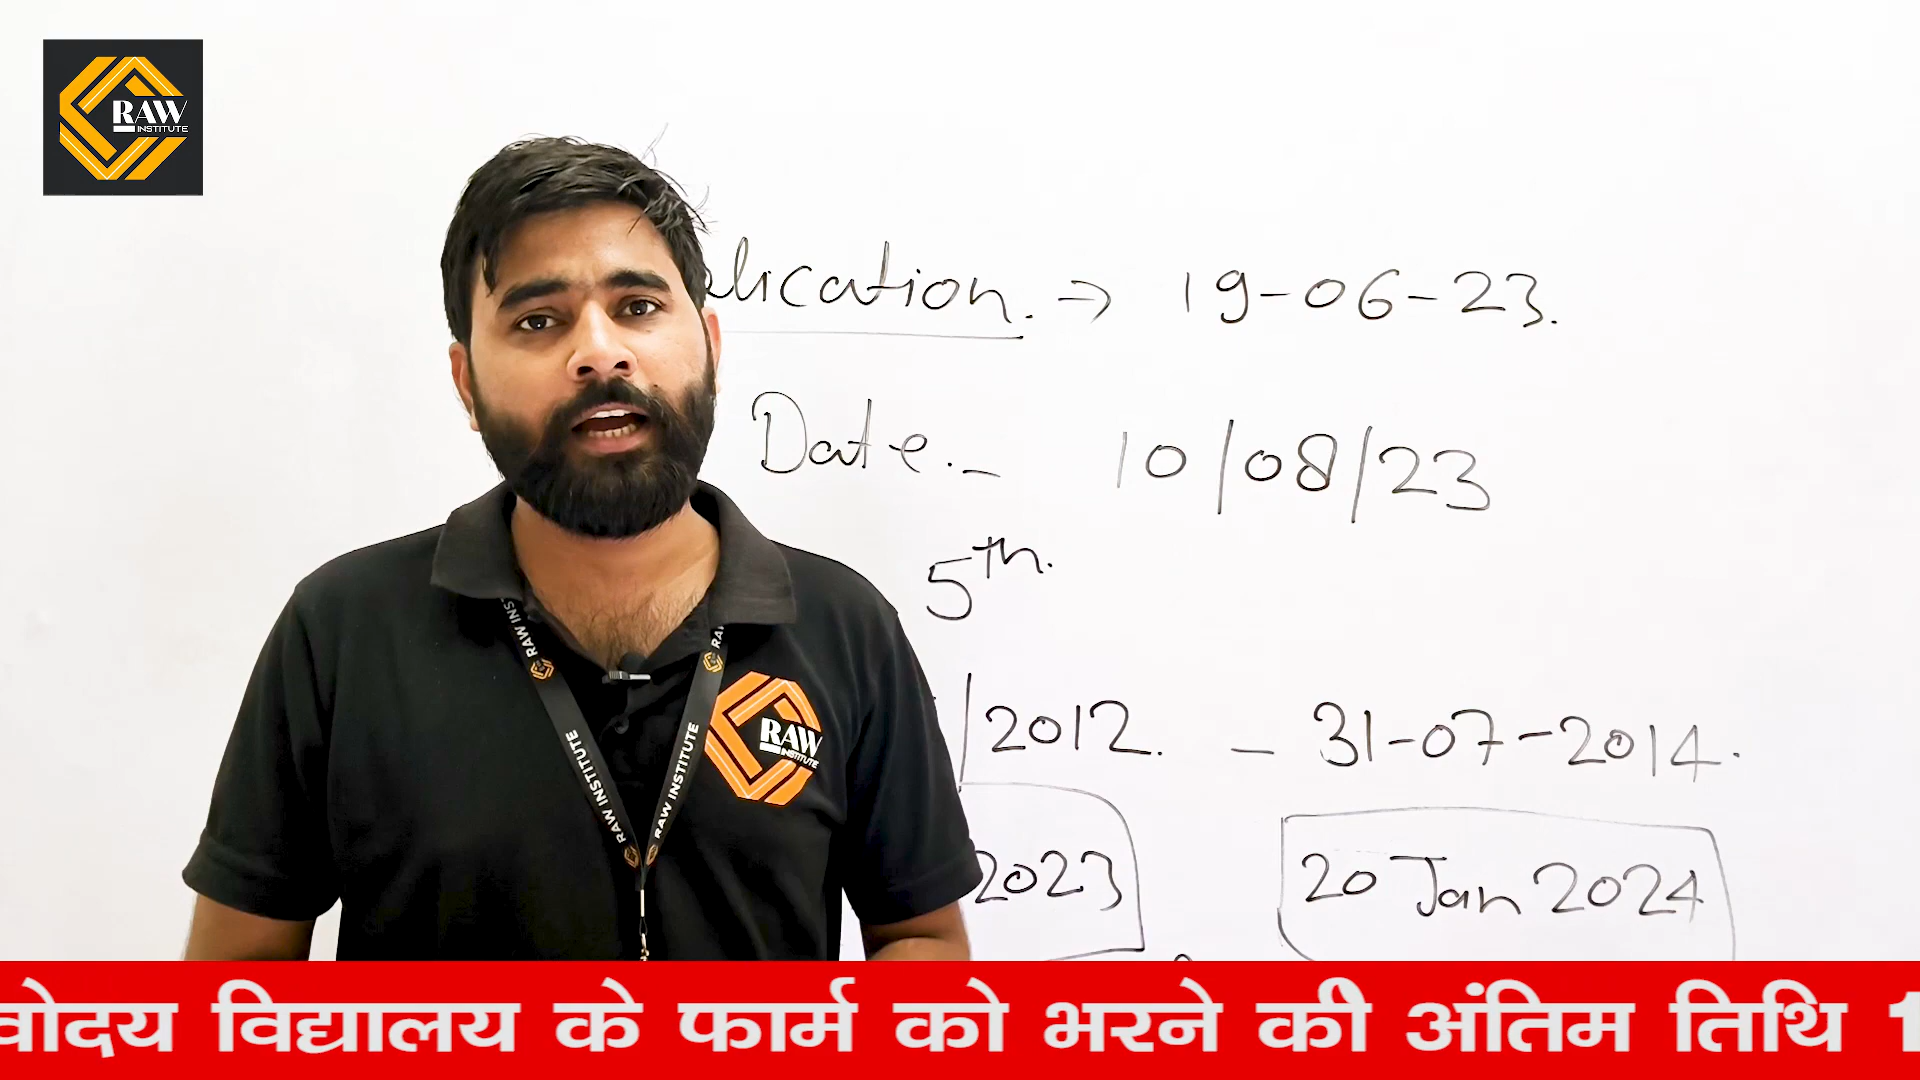 RAW
INSTITUTE
lication. → 19-06-23.
Date.- 10/08/23
5th.
/2012. - 31-07-2014.
2023
20 Jan 2024
RAW INSTITUTE
RAW INSTITUTE
RAW
INSTITUTE
वोदय विद्यालय के फार्म को भरने की अंतिम तिथि 1